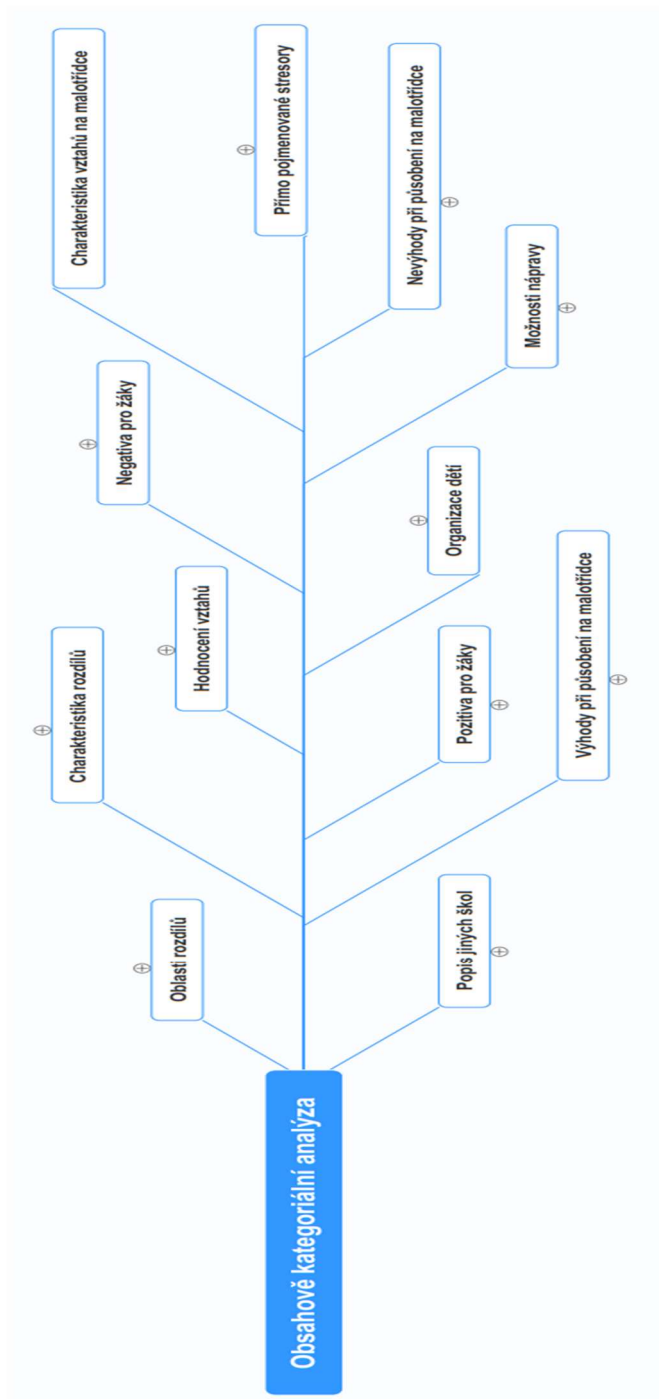 Obsahově kategoriální analýza
Oblasti rozdílů
Charakteristika rozdílů
Hodnocení vztahů
Negativa pro žáky
Charakteristika vztahů na malotřídce
Přímo pojmenované stresory
Popis jiných škol
Výhody při působení na malotřídce
Pozitiva pro žáky
Organizace dětí
Možnosti nápravy
Nevýhody při působení na malotřídce